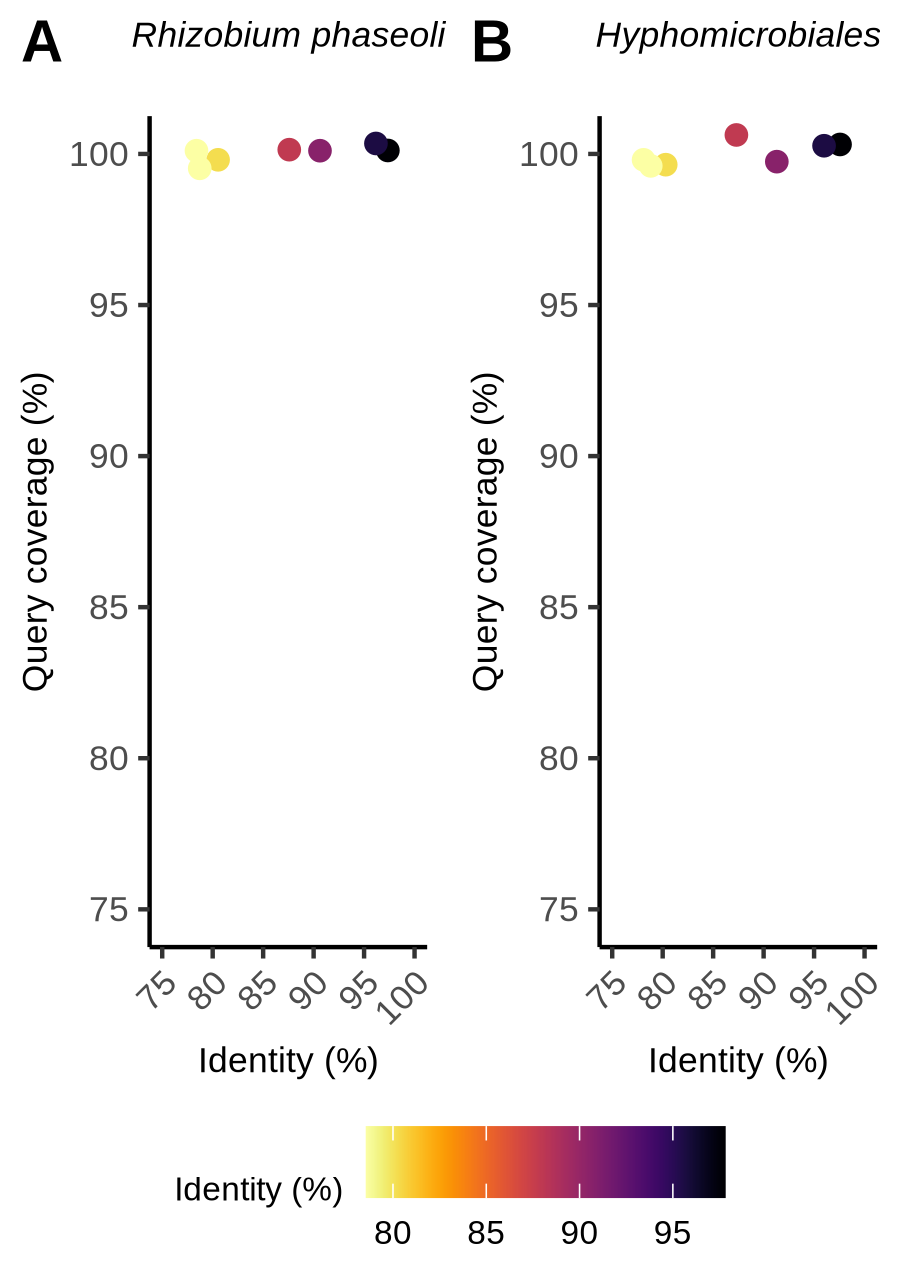 A Rhizobium phaseoli
100
95
90
85
80
75
Query coverage (%)
75 80 85 90 95 100
Identity (%)
B Hyphomicrobiales
100
95
90
85
80
75
Query coverage (%)
75 80 85 90 95 100
Identity (%)
Identity (%)
80 85 90 95